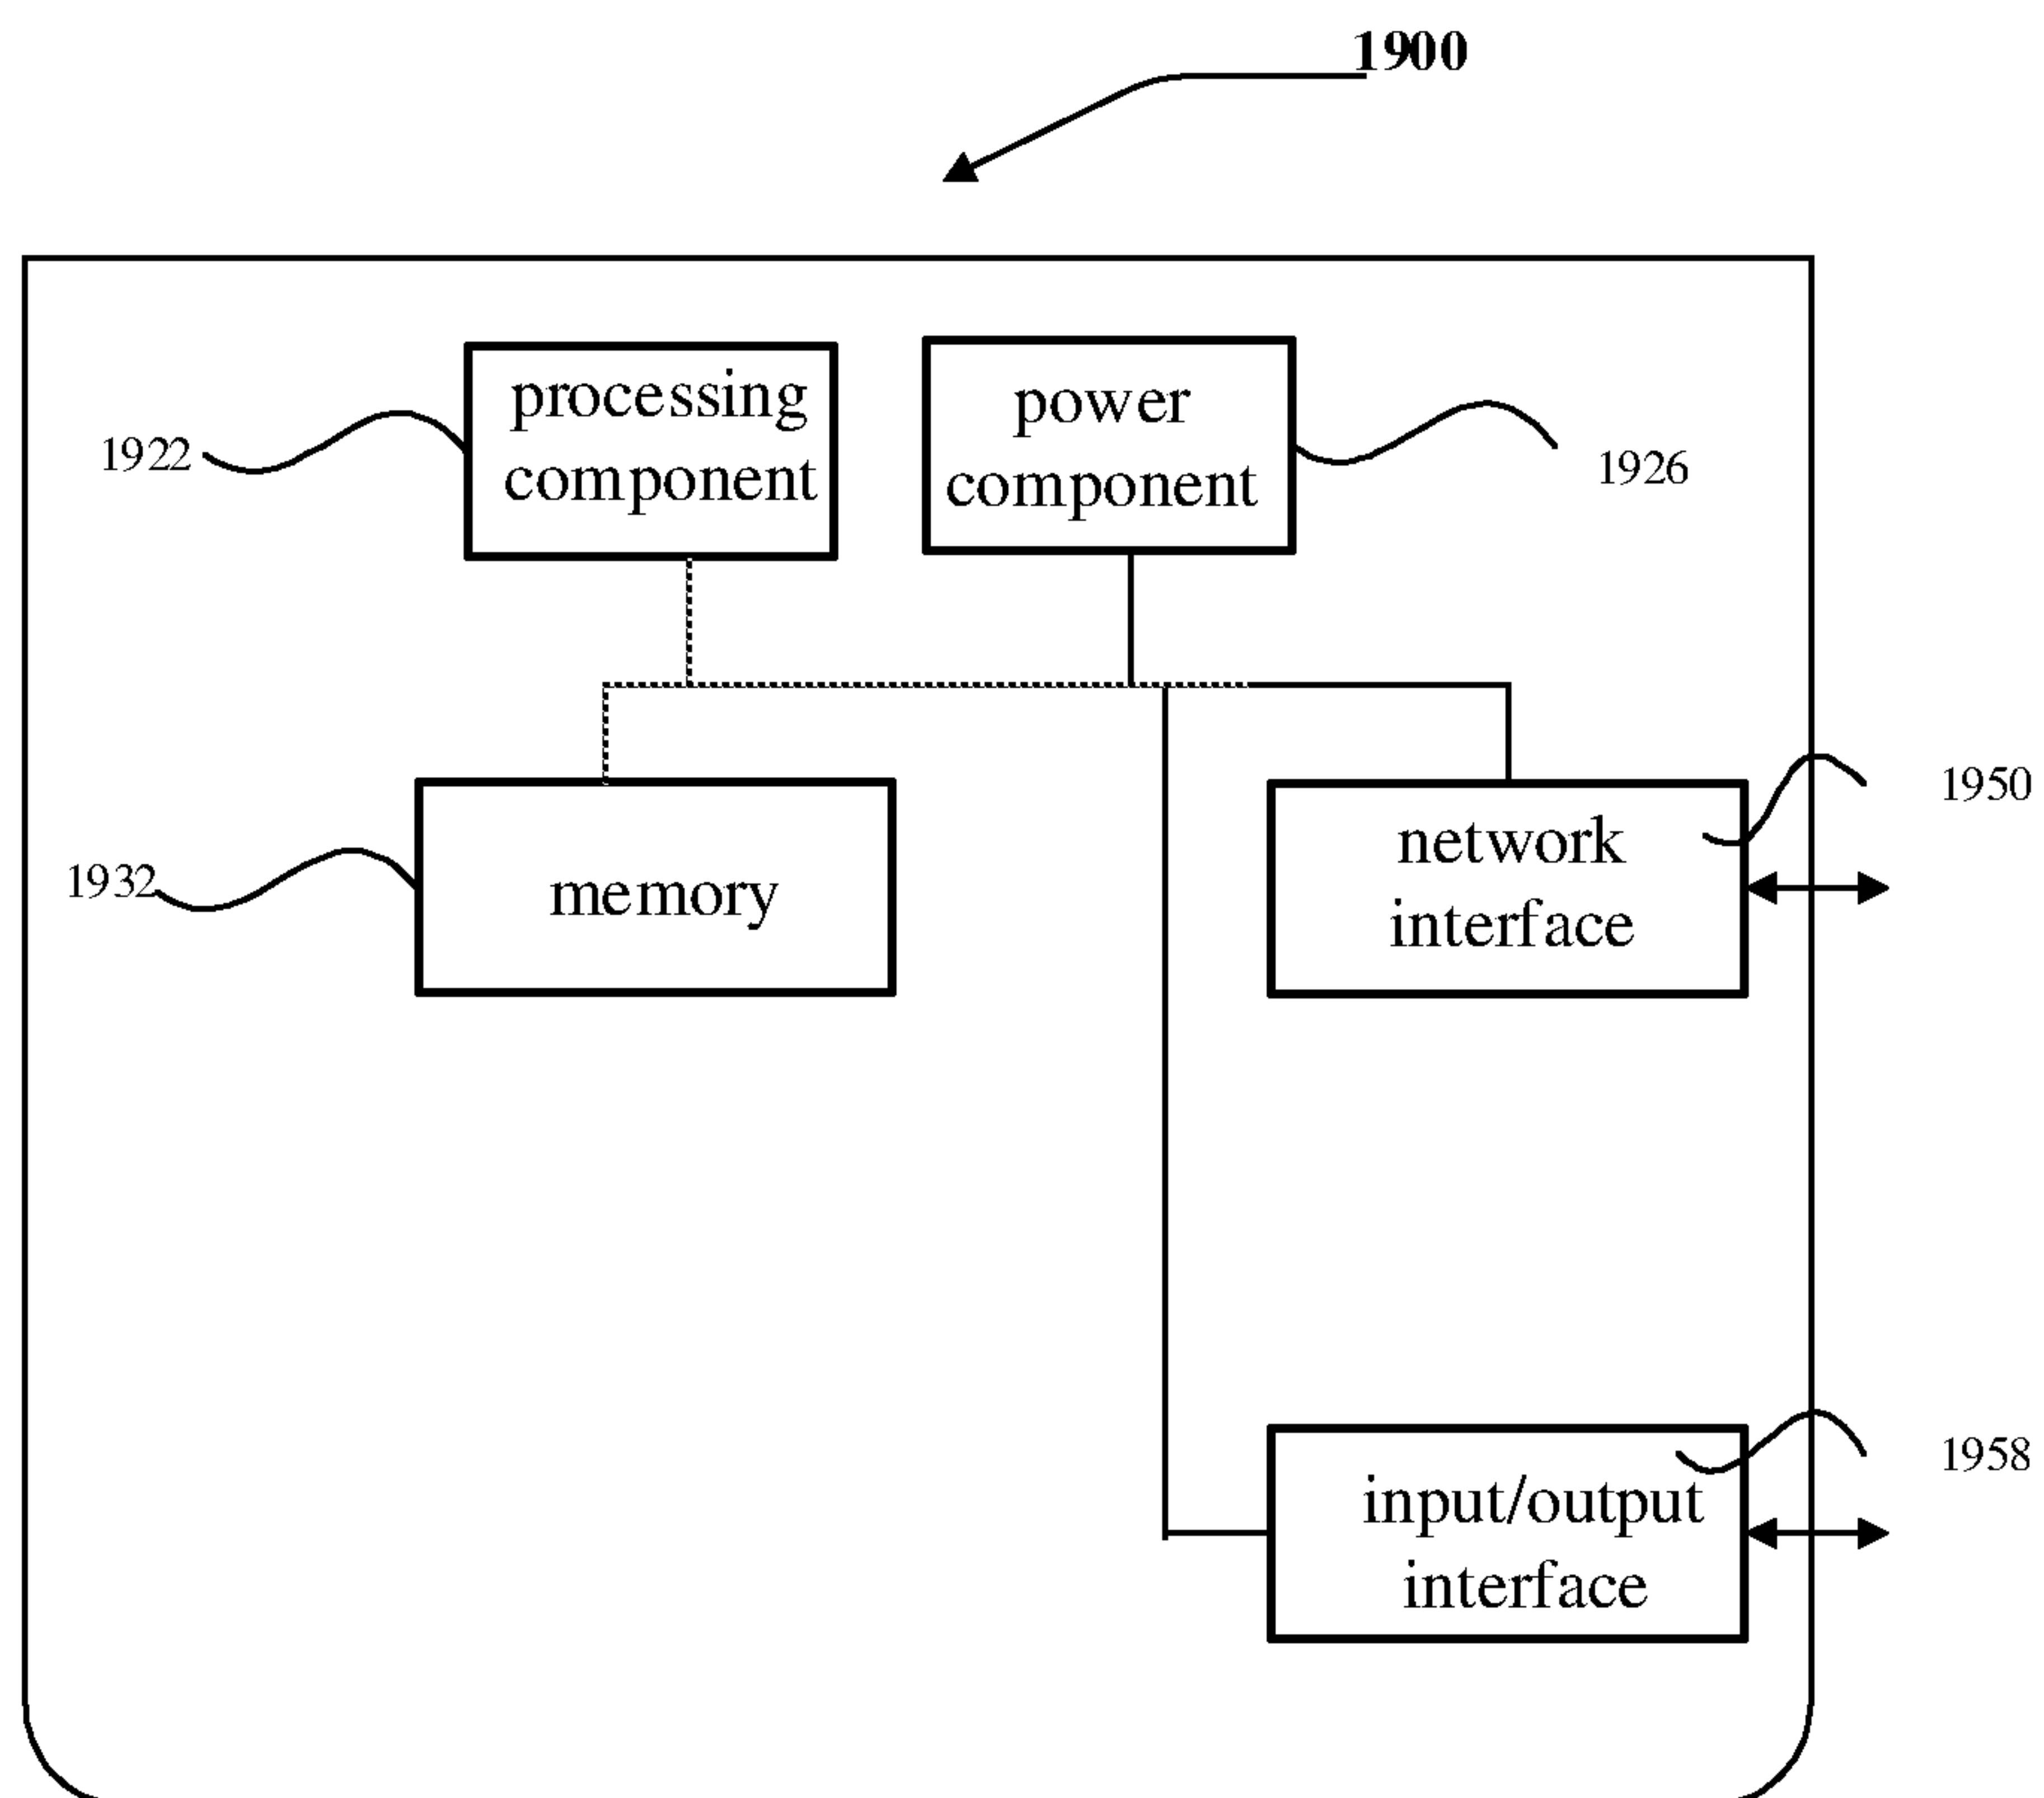 1900
processing
component
power
component
1922
1926
memory
1932
network
interface
1950
input/output
interface
1958